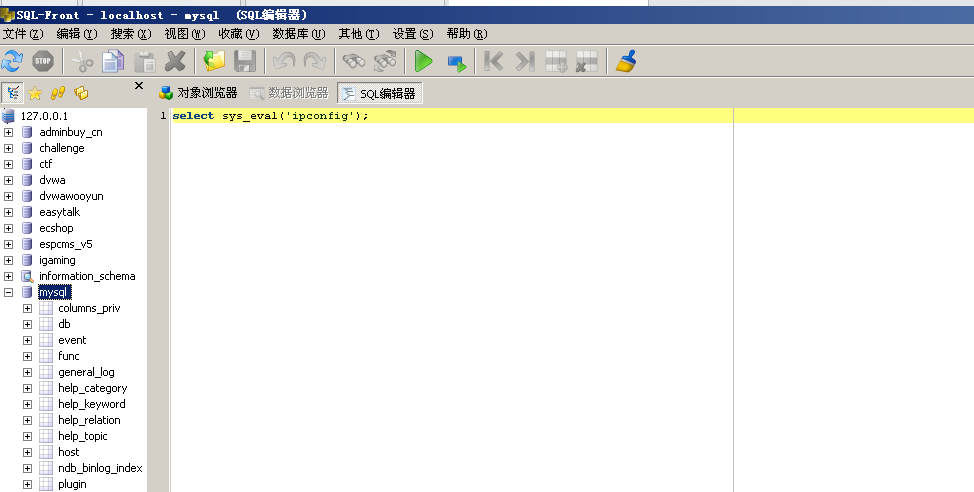 SQL-Front - localhost - mysql (SQL编辑器)
文件(Z) 编辑(Y) 搜索(X) 视图(W) 收藏(V) 数据库(U) 其他(T) 设置(S) 帮助(R)
STOP
对象浏览器 数据浏览器 SQL编辑器
127.0.0.1
1 select sys_eval('ipconfig');
adminbuy_cn
challenge
ctf
dvwa
dvwawooyun
easytalk
ecshop
espcms_v5
igaming
information_schema
mysql
columns_priv
db
event
func
general_log
help_category
help_keyword
help_relation
help_topic
host
ndb_binlog_index
plugin